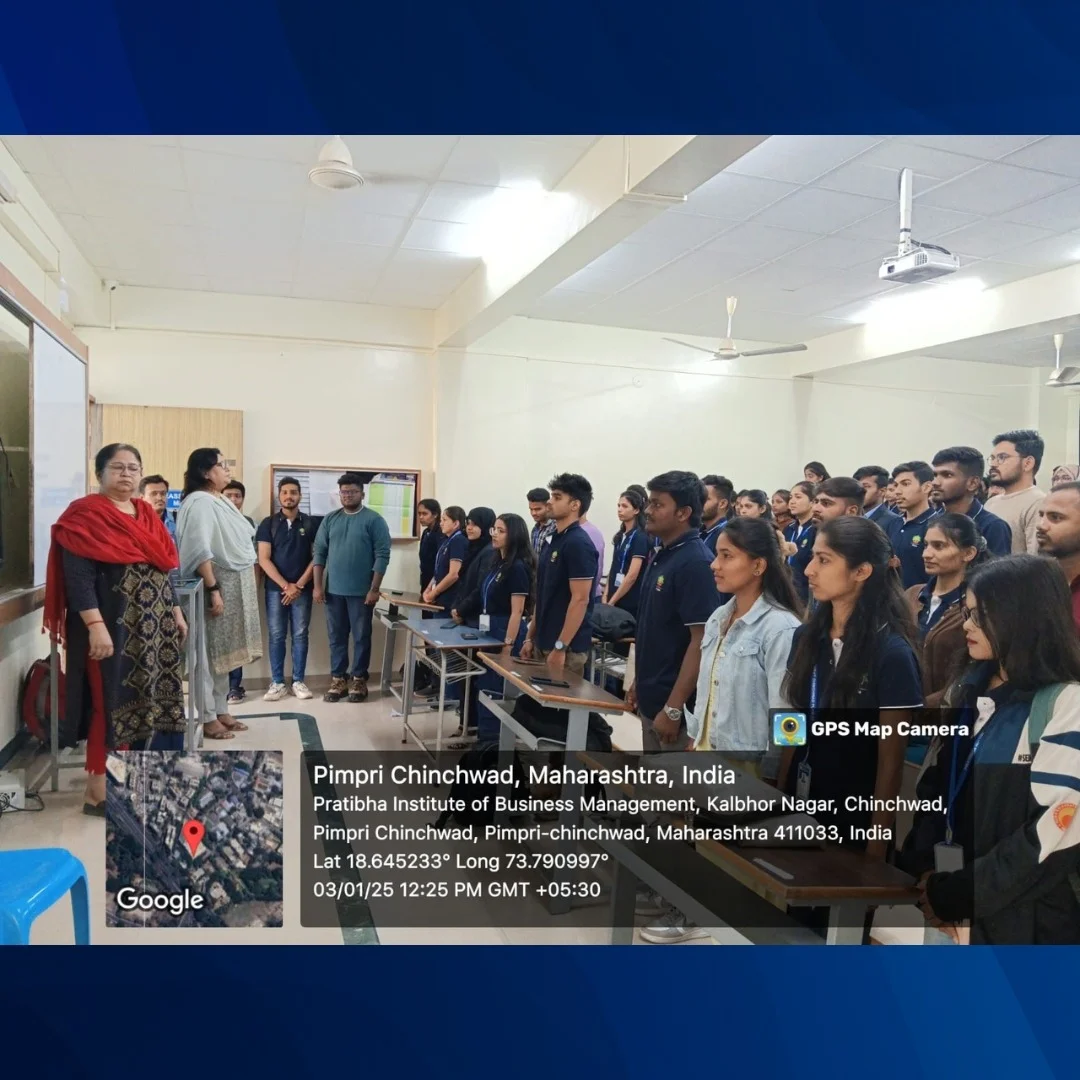 GPS Map Camera
Pimpri Chinchwad, Maharashtra, India
Pratibha Institute of Business Management, Kalbhor Nagar, Chinchwad,
Pimpri Chinchwad, Pimpri-chinchwad, Maharashtra 411033, India
Lat 18.645233° Long 73.790997°
03/01/25 12:25 PM GMT +05:30
Google